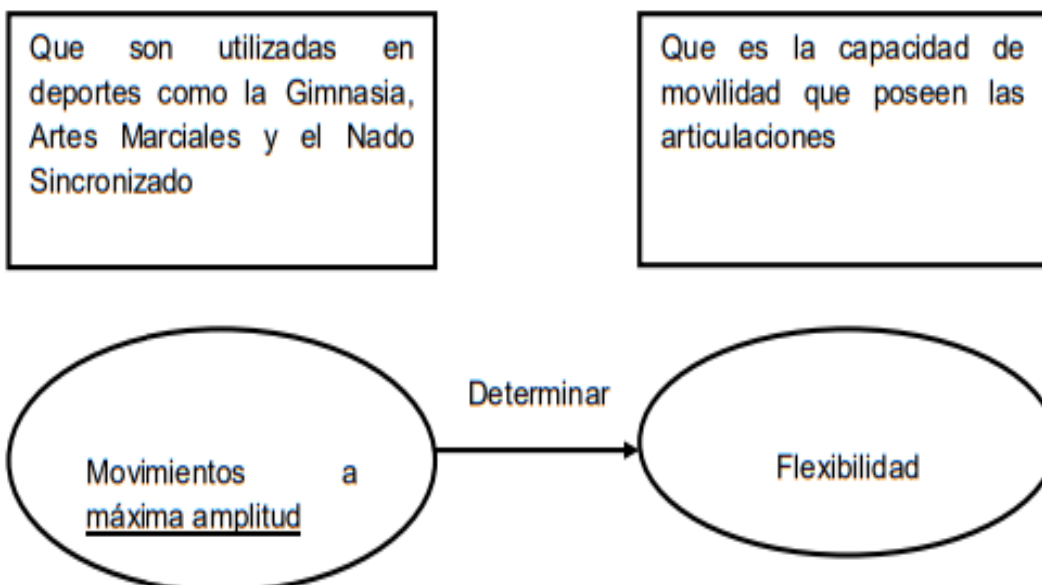 Que son utilizadas en
deportes como la Gimnasia,
Artes Marciales y el Nado
Sincronizado
Que es la capacidad de
movilidad que poseen las
articulaciones
Determinar
Movimientos a
máxima amplitud
Flexibilidad